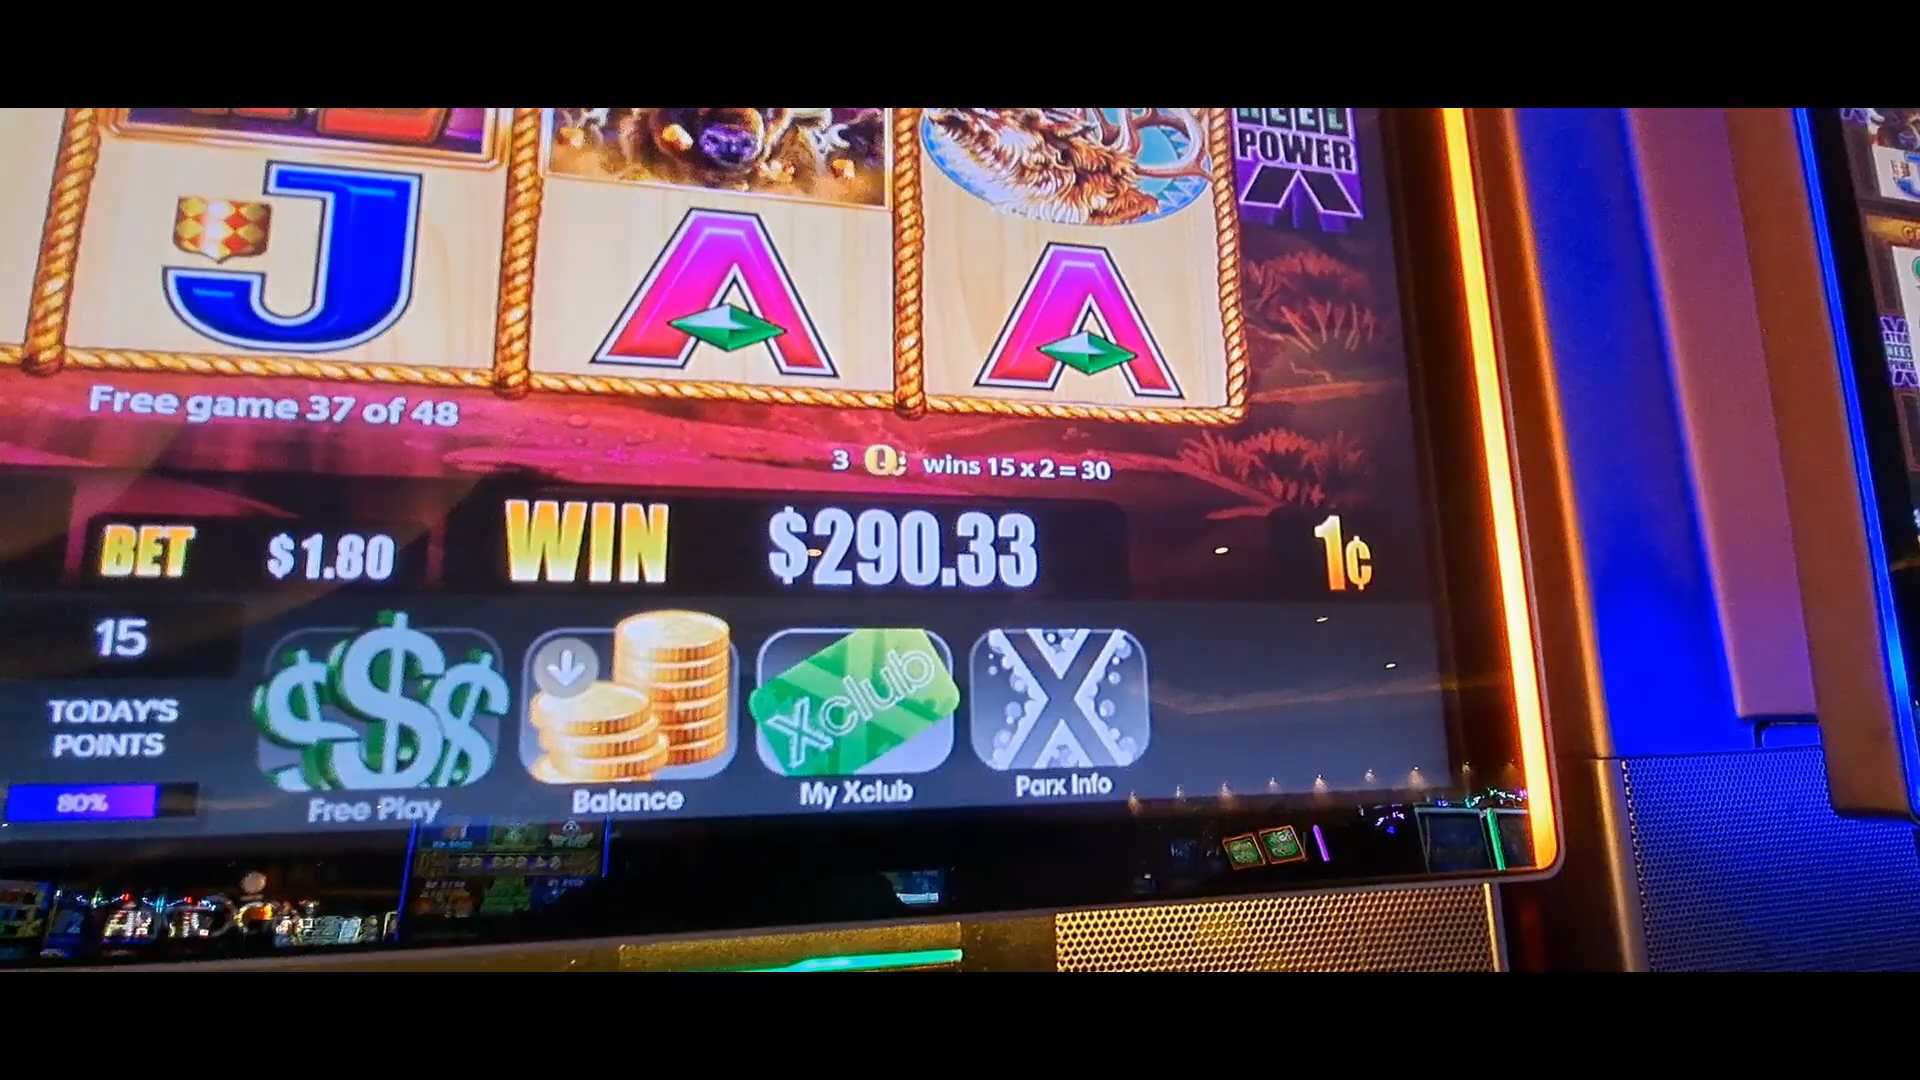 REEL
POWER
J
A
A
Free game 37 of 48
3 Q wins 15 x 2 = 30
BET $1.80 WIN $290.33 1¢
15
TODAY'S
POINTS
80%
Xclub
X
Free Play
Balance
My Xclub
Parx Info